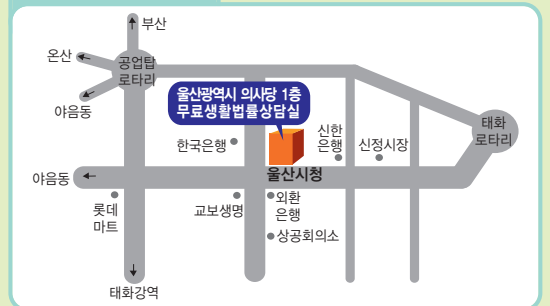 부산
온산
공업탑
로타리
야음동
울산광역시 의사당 1층
무료생활법률상담실
한국은행
신한
은행
신정시장
태화
로타리
울산시청
야음동
롯데
마트
교보생명
외환
은행
상공회의소
태화강역